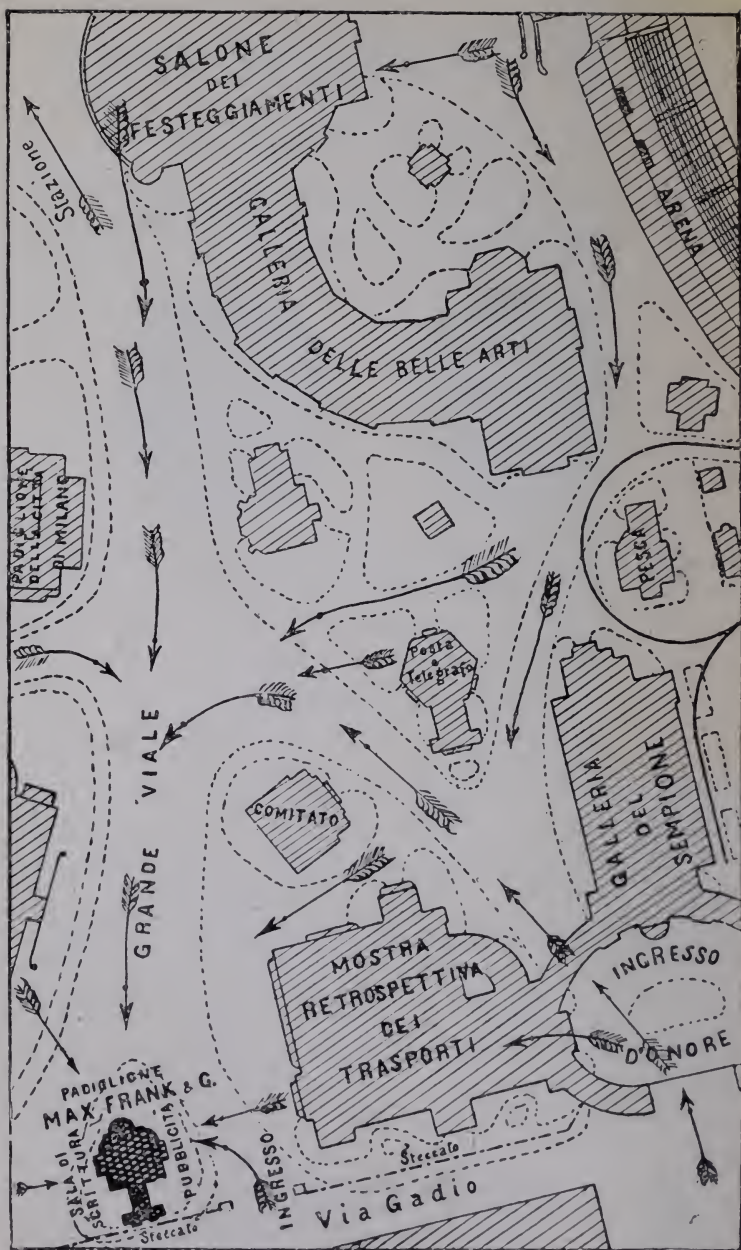 SALONE
DEI
FESTEGGIAMENTI
Stazione
ARENA
GALLERIA
DELLE BELLE ARTI
PADIGLIONE
DELLA CITTÀ
DI MILANO
PESCA
Posta
e
Telegrafo
GRANDE VIALE
COMITATO
GALLERIA
DEL
SEMPIONE
MOSTRA
RETROSPETTIVA
DEI
TRASPORTI
INGRESSO
D'ONORE
PADIGLIONE
MAX FRANK & C.
SALA DI
SCRITTURA
PUBBLICITÀ
INGRESSO
Steccato
Steccato
Via Gadio